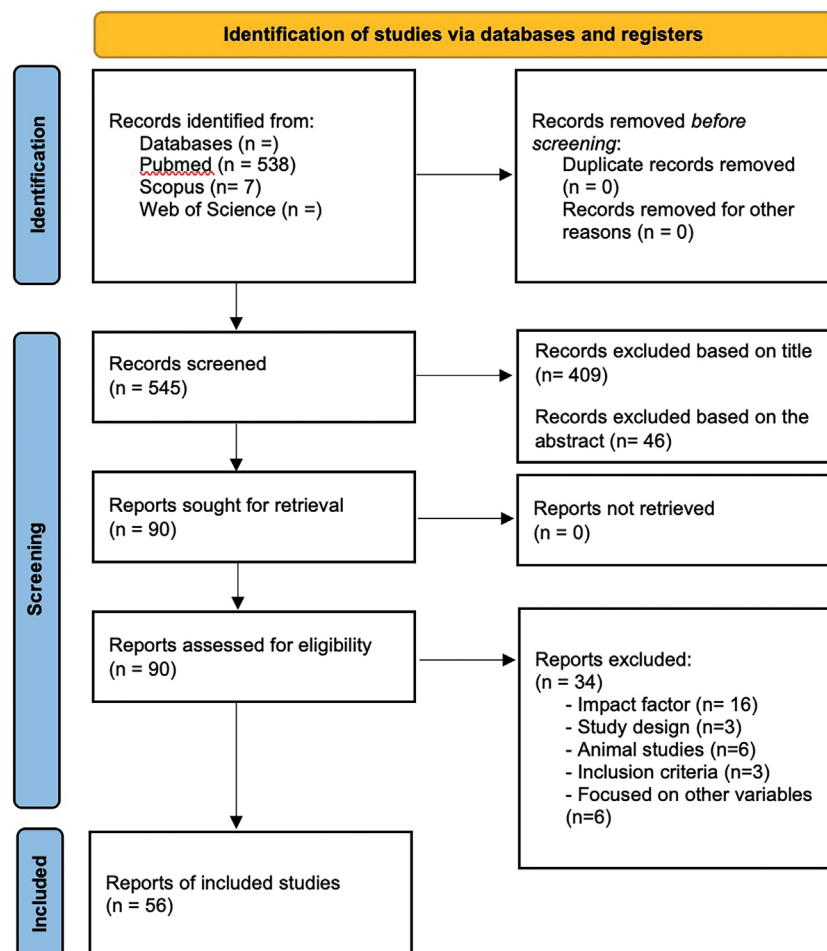 Identification of studies via databases and registers
Identification
Records identified from:
Databases (n =)
Pubmed (n = 538)
Scopus (n= 7)
Web of Science (n =)
Records removed before
screening:
Duplicate records removed
(n = 0)
Records removed for other
reasons (n = 0)
Screening
Records screened
(n = 545)
Records excluded based on title
(n= 409)
Records excluded based on the
abstract (n= 46)
Reports sought for retrieval
(n = 90)
Reports not retrieved
(n = 0)
Reports assessed for eligibility
(n = 90)
Reports excluded:
(n = 34)
- Impact factor (n= 16)
- Study design (n=3)
- Animal studies (n=6)
- Inclusion criteria (n=3)
- Focused on other variables
(n=6)
Included
Reports of included studies
(n = 56)